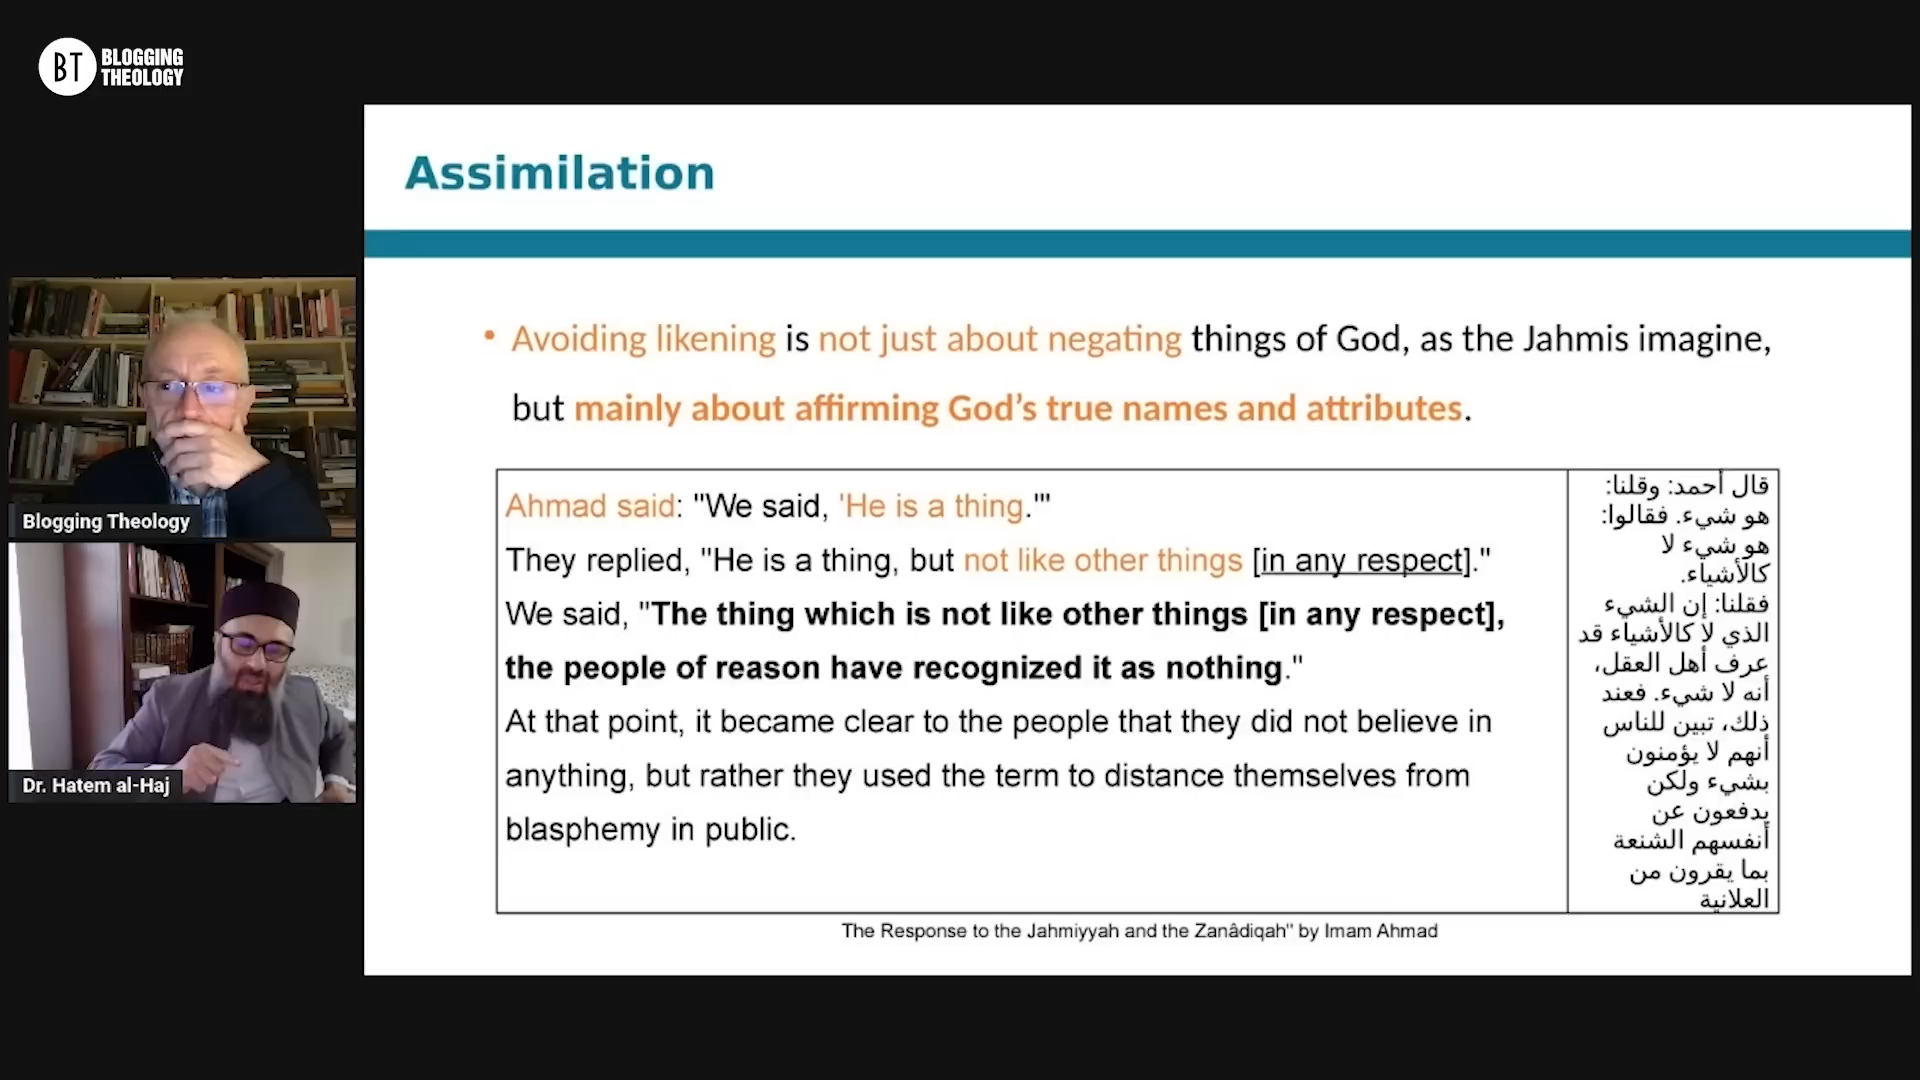 BT BLOGGING
THEOLOGY
Assimilation
• Avoiding likening is not just about negating things of God, as the Jahmis imagine,
but mainly about affirming God’s true names and attributes.
Ahmad said: "We said, 'He is a thing.'"
They replied, "He is a thing, but not like other things [in any respect]."
We said, "The thing which is not like other things [in any respect],
the people of reason have recognized it as nothing."
At that point, it became clear to the people that they did not believe in
anything, but rather they used the term to distance themselves from
blasphemy in public.
قال أحمد: وقلنا:
هو شيء. فقالوا:
هو شيء لا
كالأشياء.
فقلنا: إن الشيء
الذي لا كالأشياء قد
عرف أهل العقل،
أنه لا شيء. فعند
ذلك، تبين للناس
أنهم لا يؤمنون
بشيء ولكن
يدفعون عن
أنفسهم الشنعة
بما يقرون من
العلانية
The Response to the Jahmiyyah and the Zanâdiqah" by Imam Ahmad
Blogging Theology
Dr. Hatem al-Haj